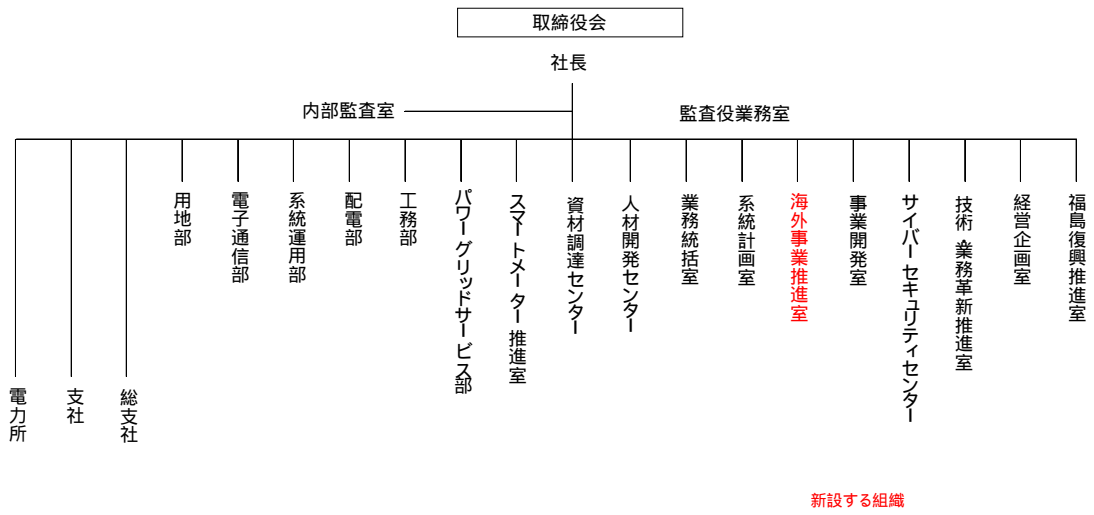 取締役会
社長
内部監査室
監査役業務室
福島復興推進室
経営企画室
技術・業務革新推進室
サイバーセキュリティセンター
事業開発室
海外事業推進室
系統計画室
業務統括室
人材開発センター
資材調達センター
スマートメーター推進室
パワーグリッドサービス部
工務部
配電部
系統運用部
電子通信部
用地部
総支社
支社
電力所
新設する組織